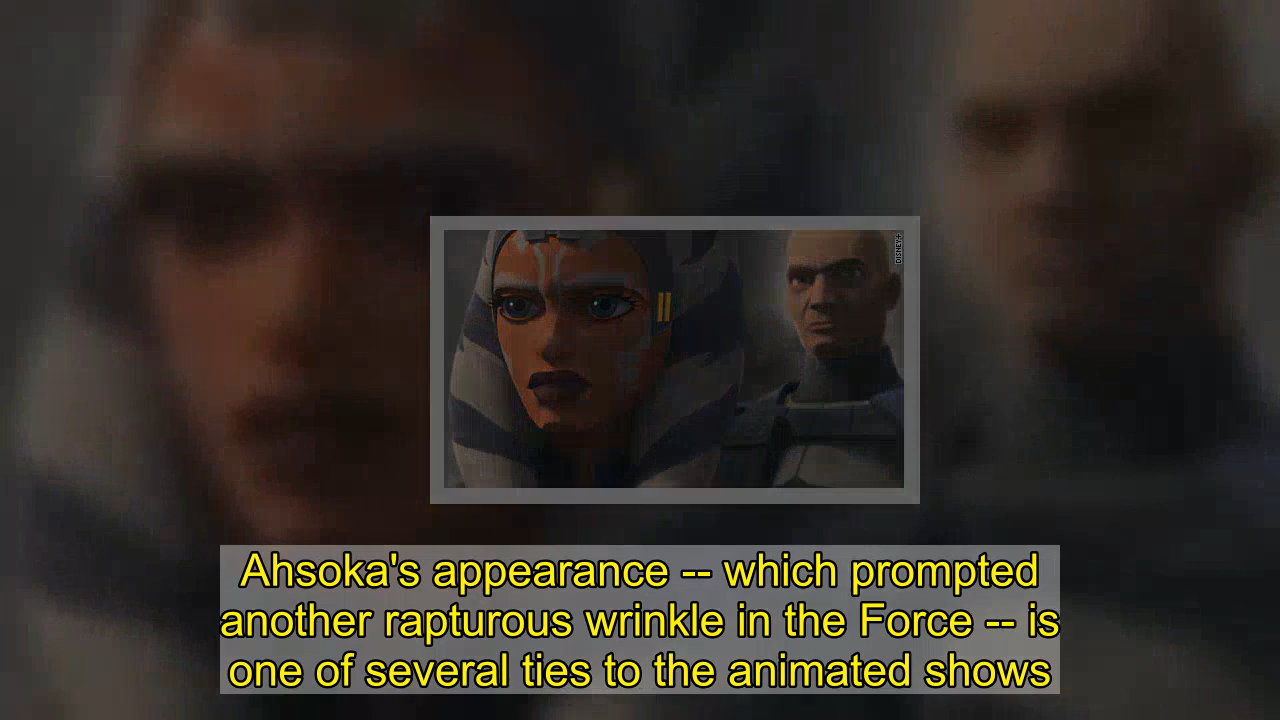 DISNEY+
Ahsoka's appearance -- which prompted
another rapturous wrinkle in the Force -- is
one of several ties to the animated shows